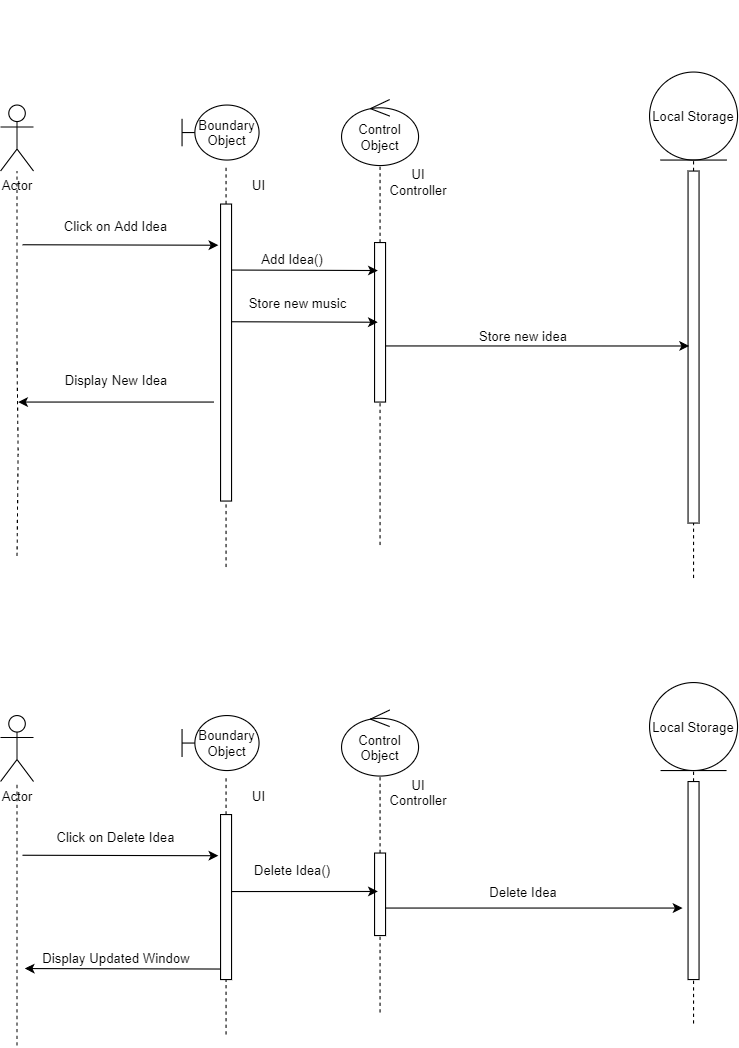 Boundary
Object
Control
Object
Local Storage
Actor
UI
UI
Controller
Click on Add Idea
Add Idea()
Store new music
Store new idea
Display New Idea
Boundary
Object
Control
Object
Local Storage
Actor
UI
UI
Controller
Click on Delete Idea
Delete Idea()
Delete Idea
Display Updated Window